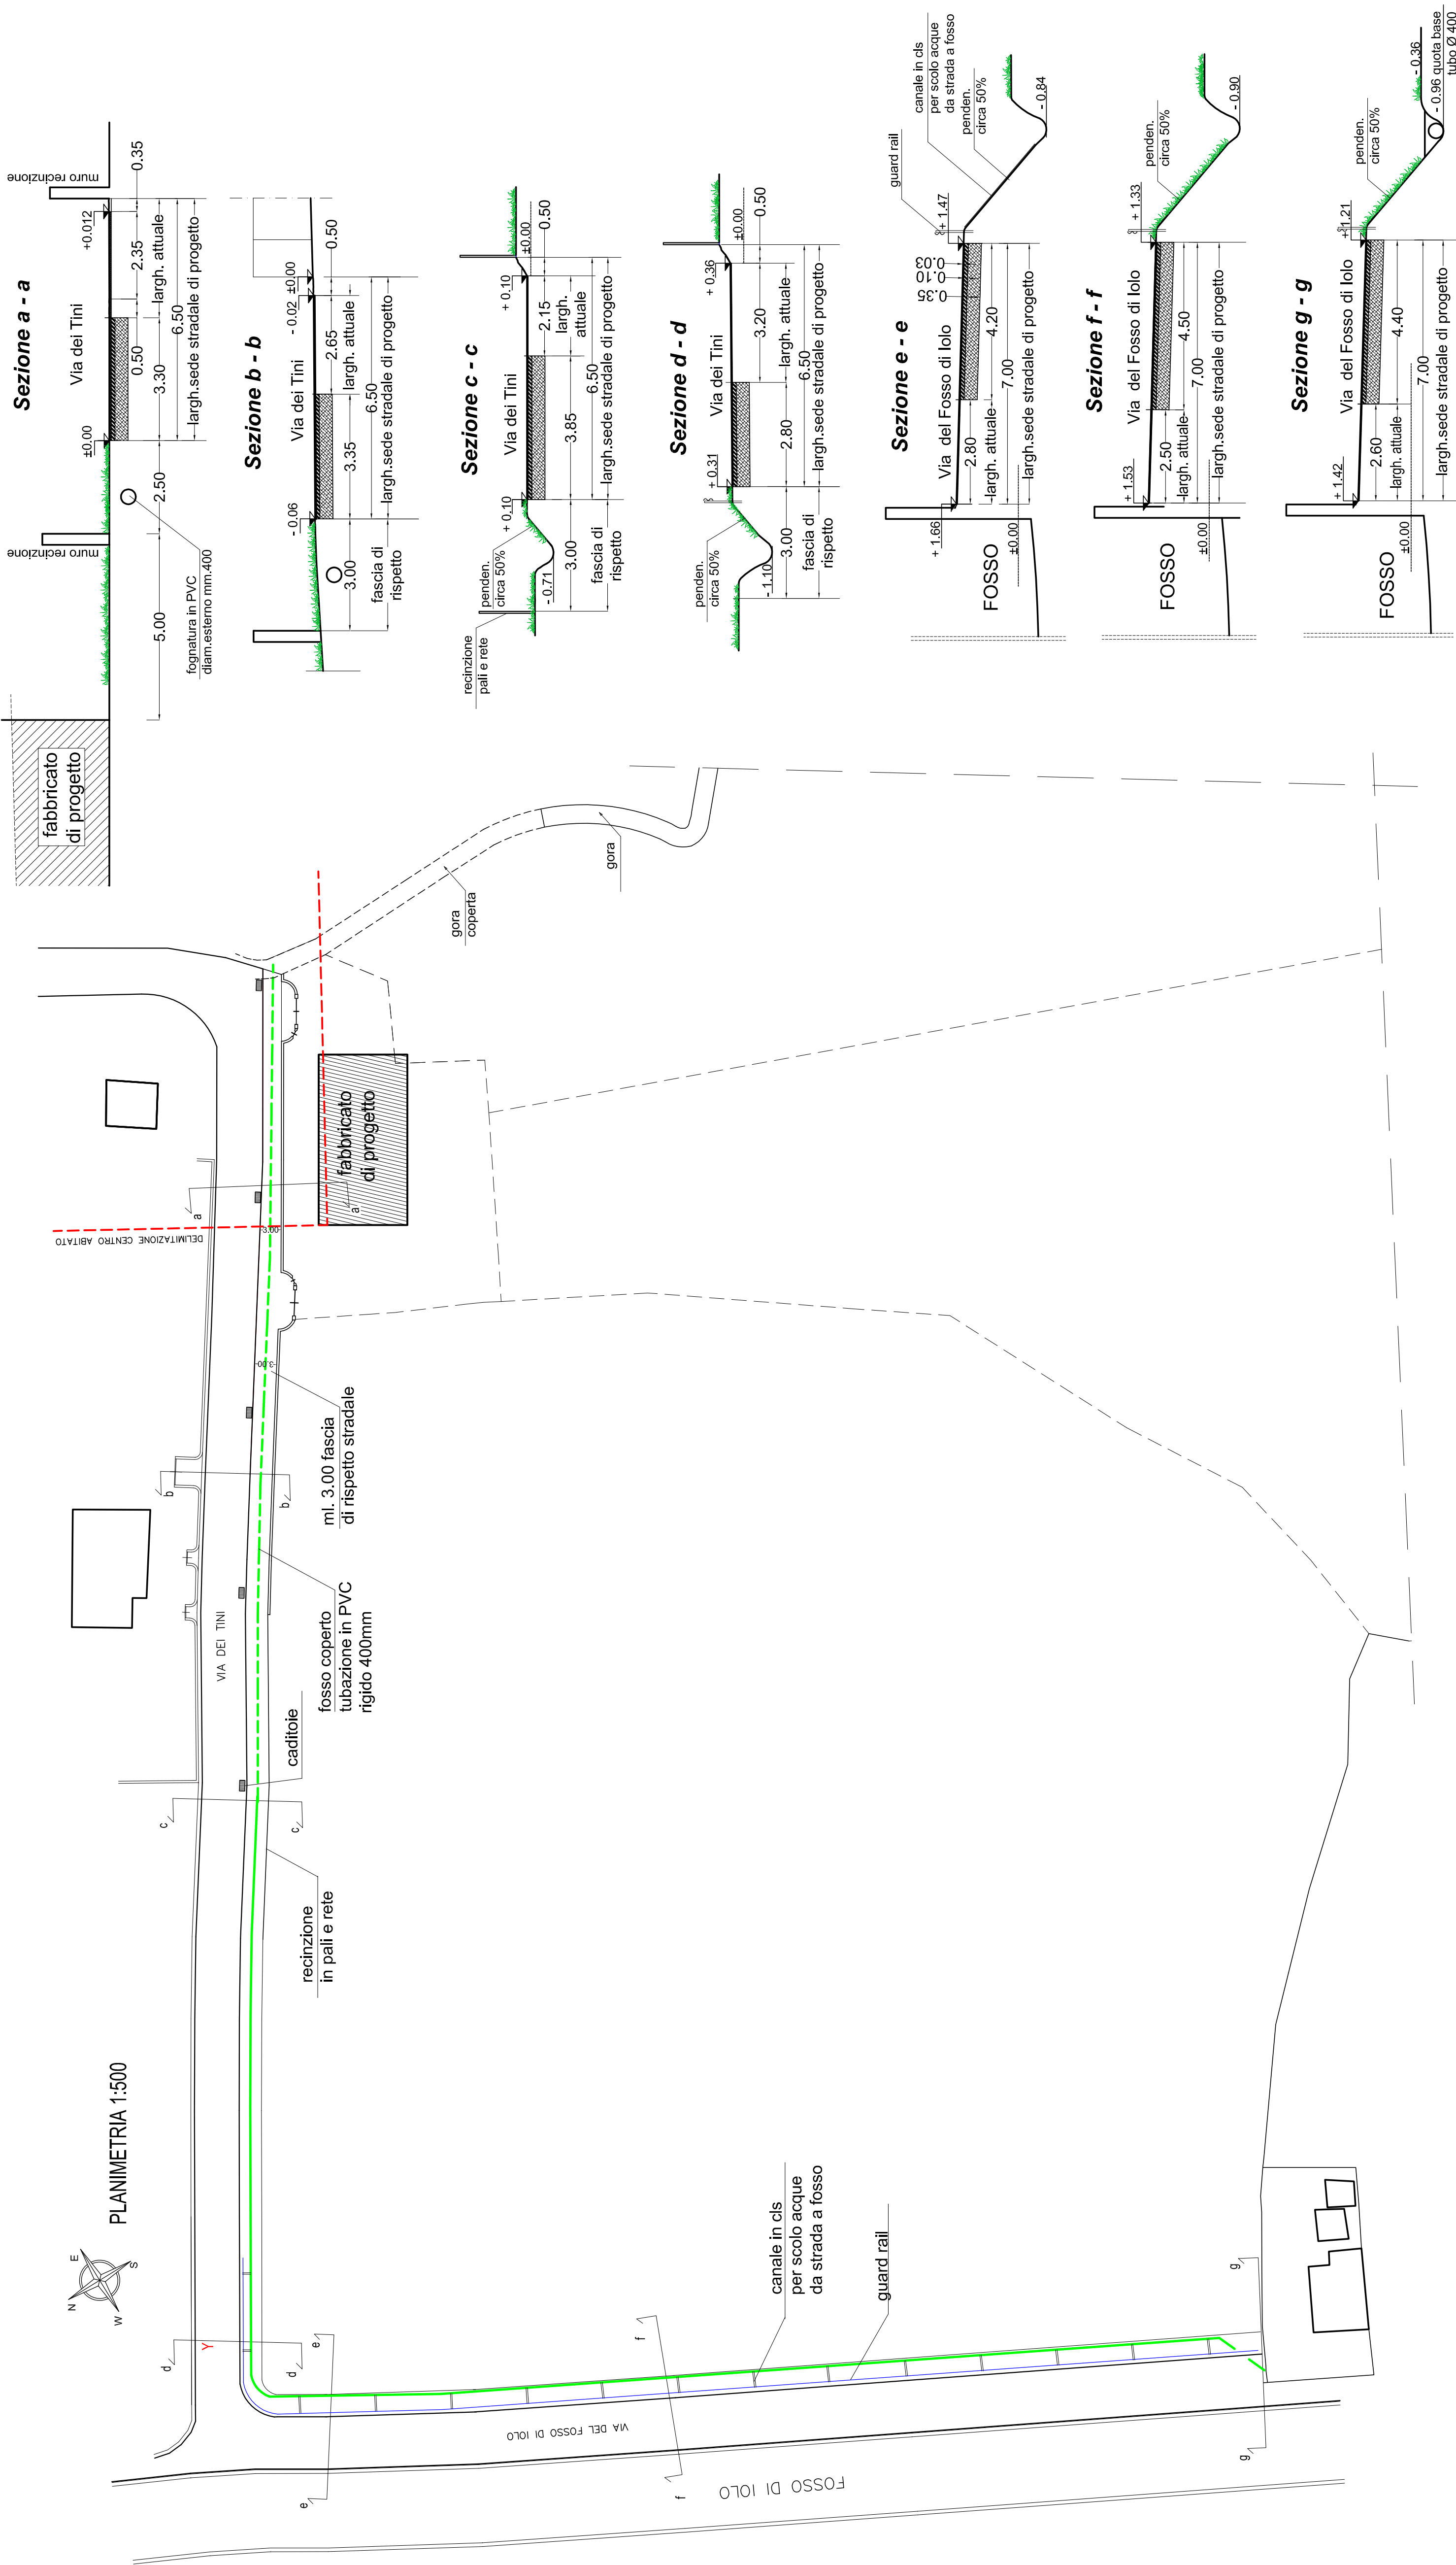 PLANIMETRIA 1:500
N
E
S
W
VIA DEI TINI
VIA DEL FOSSO DI IOLO
FOSSO DI IOLO
DELIMITAZIONE CENTRO ABITATO
Y
recinzione
in pali e rete
caditoie
fosso coperto
tubazione in PVC
rigido 400mm
ml. 3.00 fascia
di rispetto stradale
3.00
3.00
fabbricato
di progetto
gora
coperta
gora
canale in cls
per scolo acque
da strada a fosso
guard rail
a
a
b
b
c
c
d
d
e
e
f
f
g
g
Sezione a - a
fabbricato
di progetto
muro recinzione
muro recinzione
Via dei Tini
±0.00
+0.012
fognatura in PVC
diam.esterno mm.400
5.00
2.50
0.50
2.35
0.35
3.30
largh. attuale
6.50
largh.sede stradale di progetto
Sezione b - b
Via dei Tini
- 0.06
- 0.02
±0.00
2.65
0.50
3.00
3.35
largh. attuale
6.50
fascia di
rispetto
largh.sede stradale di progetto
Sezione c - c
recinzione
pali e rete
penden.
circa 50%
Via dei Tini
+ 0.10
+ 0.10
±0.00
- 0.71
0.50
3.00
3.85
2.15
largh.
attuale
6.50
fascia di
rispetto
largh.sede stradale di progetto
Sezione d - d
penden.
circa 50%
Via dei Tini
+ 0.31
+ 0.36
±0.00
- 1.10
3.20
0.50
3.00
2.80
largh. attuale
6.50
fascia di
rispetto
largh.sede stradale di progetto
Sezione e - e
Via del Fosso di Iolo
guard rail
canale in cls
per scolo acque
da strada a fosso
penden.
circa 50%
+ 1.66
+ 1.47
0.35
0.10
0.03
FOSSO
±0.00
- 0.84
2.80
4.20
largh. attuale
7.00
largh.sede stradale di progetto
Sezione f - f
Via del Fosso di Iolo
penden.
circa 50%
+ 1.53
+ 1.33
FOSSO
±0.00
- 0.90
2.50
4.50
largh. attuale
7.00
largh.sede stradale di progetto
Sezione g - g
Via del Fosso di Iolo
penden.
circa 50%
+ 1.42
+ 1.21
FOSSO
±0.00
- 0.36
- 0.96 quota base
tubo Ø 400
2.60
4.40
largh. attuale
7.00
largh.sede stradale di progetto